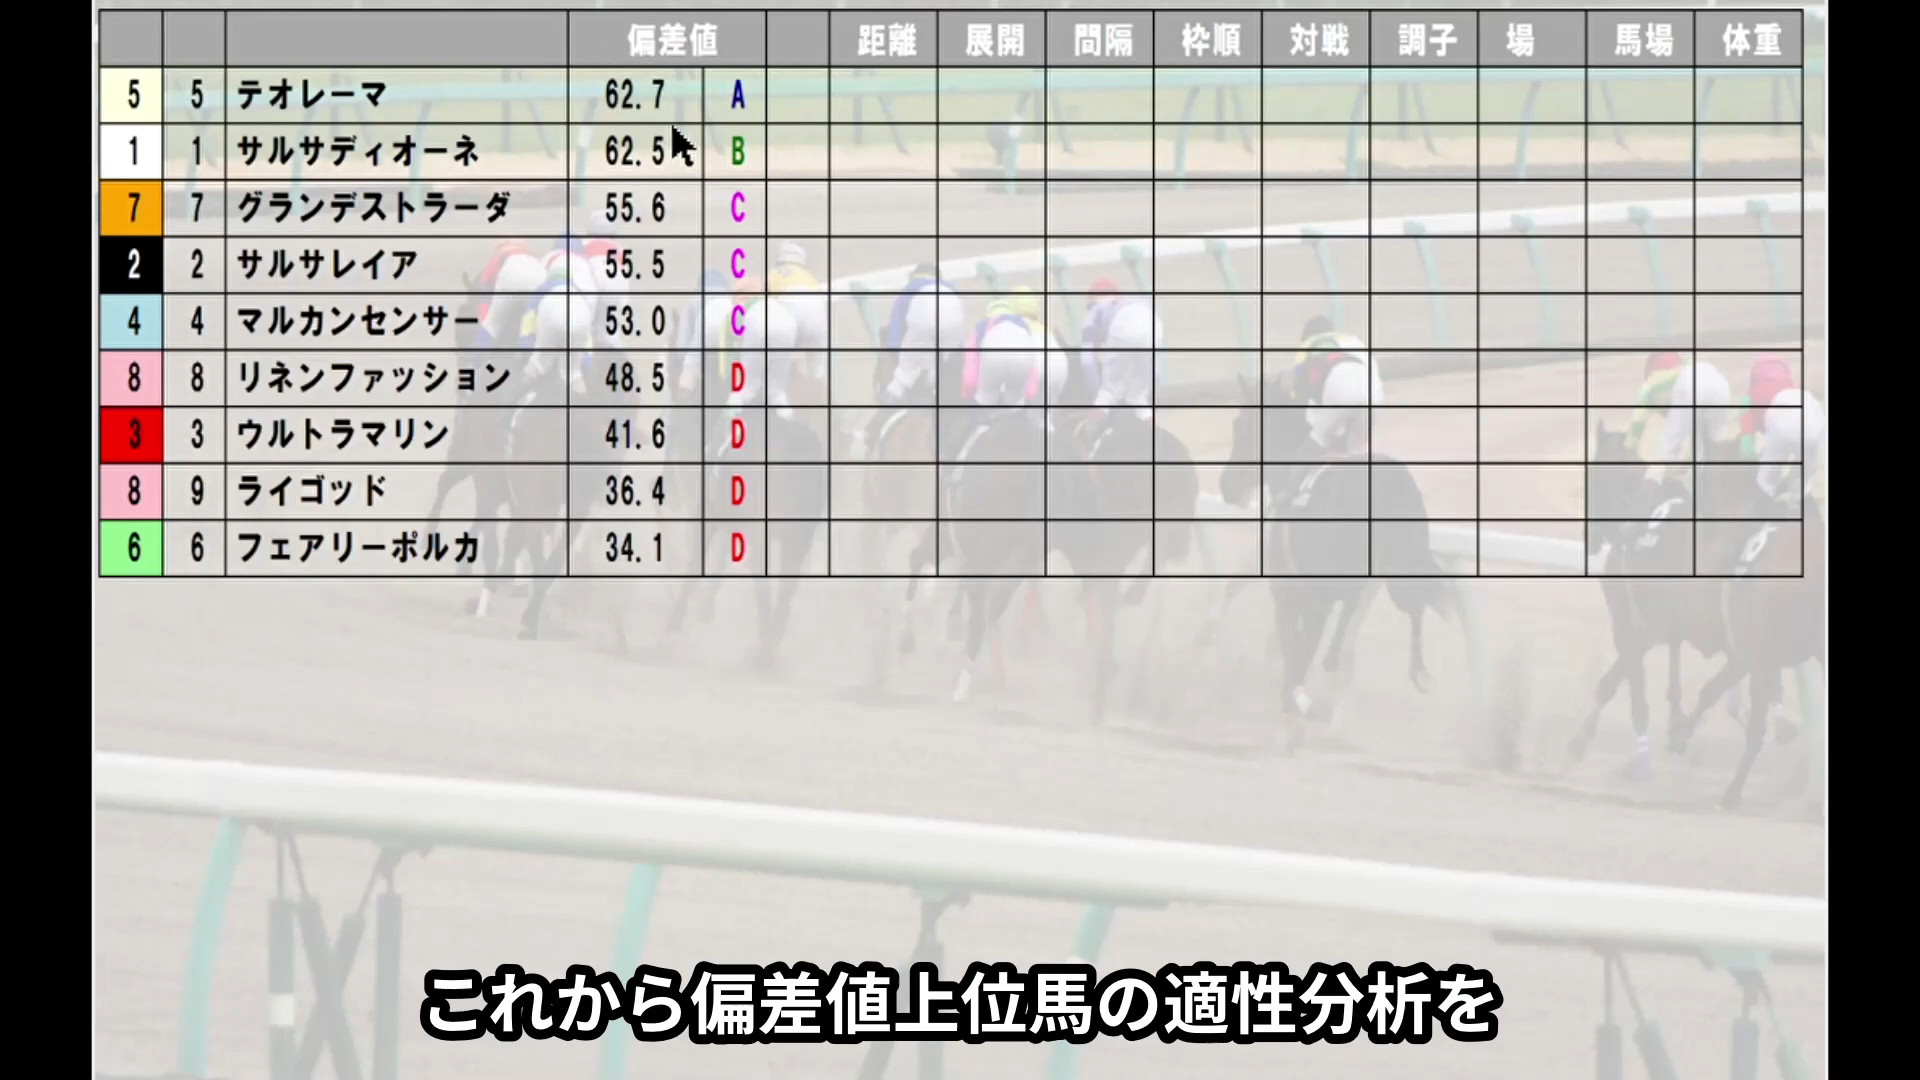 偏差値 距離 展開 間隔 枠順 対戦 調子 場 馬場 体重
5 5 テオレーマ 62.7 A
1 1 サルサディオーネ 62.5 B
7 7 グランデストラーダ 55.6 C
2 2 サルサレイア 55.5 C
4 4 マルカンセンサー 53.0 C
8 8 リネンファッション 48.5 D
3 3 ウルトラマリン 41.6 D
8 9 ライゴッド 36.4 D
6 6 フェアリーポルカ 34.1 D
これから偏差値上位馬の適性分析を